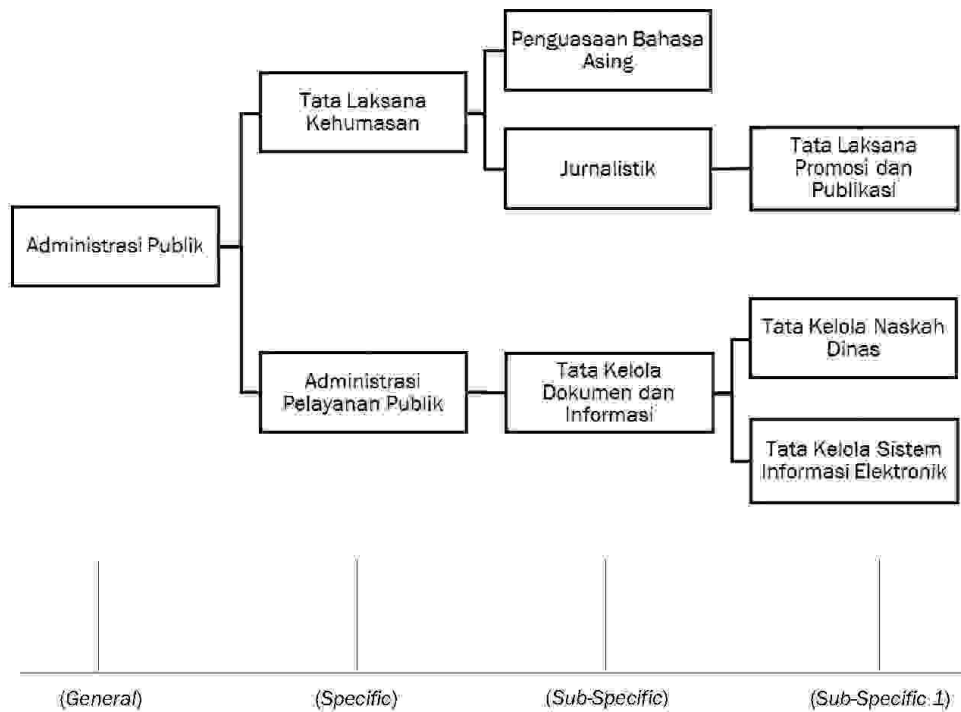 Penguasaan Bahasa
Asing
Tata Laksana
Kehumasan
Jurnalistik
Tata Laksana
Promosi dan
Publikasi
Administrasi Publik
Administrasi
Pelayanan Publik
Tata Kelola
Dokumen dan
Informasi
Tata Kelola Naskah
Dinas
Tata Kelola Sistem
Informasi Elektronik
(General)
(Specific)
(Sub-Specific)
(Sub-Specific 1)